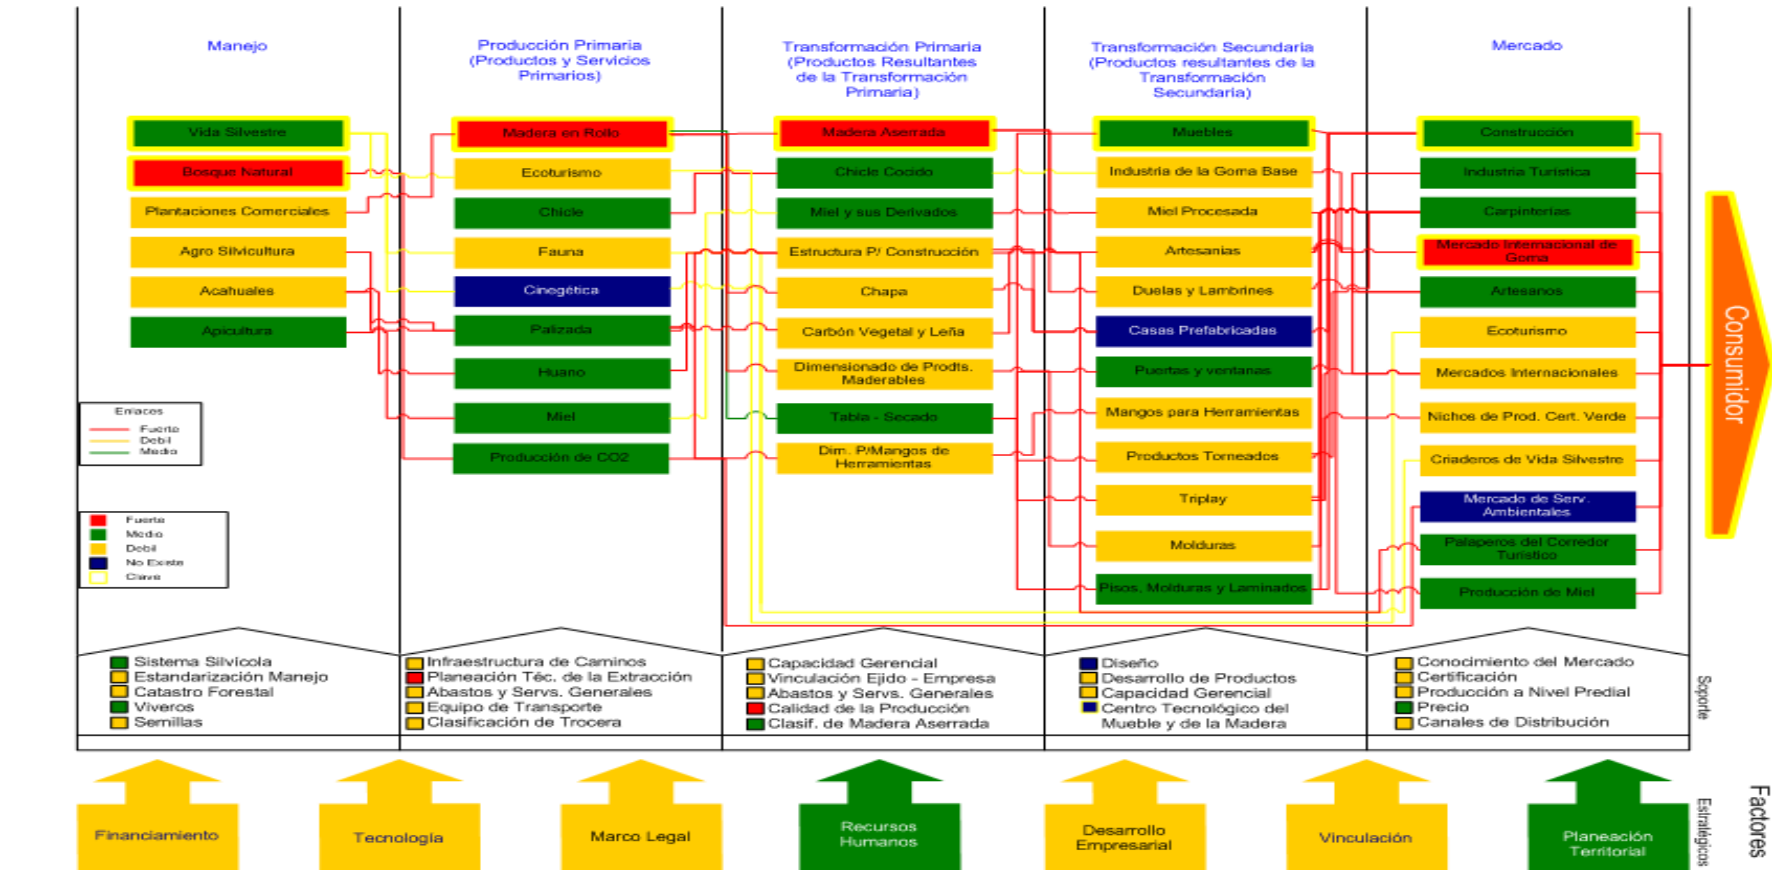 Manejo
Producción Primaria
(Productos y Servicios
Primarios)
Transformación Primaria
(Productos Resultantes
de la Transformación
Primaria)
Transformación Secundaria
(Productos resultantes de la
Transformación
Secundaria)
Mercado
Vida Silvestre
Bosque Natural
Plantaciones Comerciales
Agro Silvicultura
Acahuales
Apicultura
Madera en Rollo
Ecoturismo
Chicle
Fauna
Cinegética
Palizada
Huano
Miel
Producción de CO2
Madera Aserrada
Chicle Cocido
Miel y sus Derivados
Estructura P/ Construcción
Chapa
Carbón Vegetal y Leña
Dimensionado de Prodts.
Maderables
Tabla - Secado
Dim. P/Mangos de
Herramientas
Muebles
Industria de la Goma Base
Miel Procesada
Artesanias
Duelas y Lambrines
Casas Prefabricadas
Puertas y ventanas
Mangos para Herramientas
Productos Torneados
Triplay
Molduras
Pisos, Molduras y Laminados
Construcción
Industria Turística
Carpinterías
Mercado Internacional de
Goma
Artesanos
Ecoturismo
Mercados Internacionales
Nichos de Prod. Cert. Verde
Criaderos de Vida Silvestre
Mercado de Serv.
Ambientales
Palaperos del Corredor
Turístico
Producción de Miel
Consumidor
Enlaces
Fuerte
Debil
Medio
Fuerte
Medio
Debil
No Existe
Clave
Sistema Silvícola
Estandarización Manejo
Catastro Forestal
Viveros
Semillas
Infraestructura de Caminos
Planeación Téc. de la Extracción
Abastos y Servs. Generales
Equipo de Transporte
Clasificación de Trocera
Capacidad Gerencial
Vinculación Ejido - Empresa
Abastos y Servs. Generales
Calidad de la Producción
Clasif. de Madera Aserrada
Diseño
Desarrollo de Productos
Capacidad Gerencial
Centro Tecnológico del
Mueble y de la Madera
Conocimiento del Mercado
Certificación
Producción a Nivel Predial
Precio
Canales de Distribución
Soporte
Financiamiento
Tecnología
Marco Legal
Recursos
Humanos
Desarrollo
Empresarial
Vinculación
Planeación
Territorial
Estratégicos
Factores